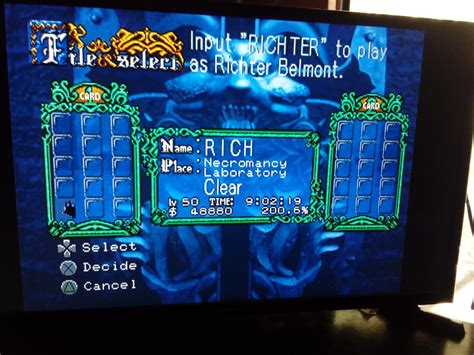 File select
Input "RICHTER" to play
as Richter Belmont.
CARD
CARD
Name: RICH
Place: Necromancy
Laboratory
Clear
lv 50 TIME: 9:02:19
$ 48880 200.6%
Select
Decide
Cancel